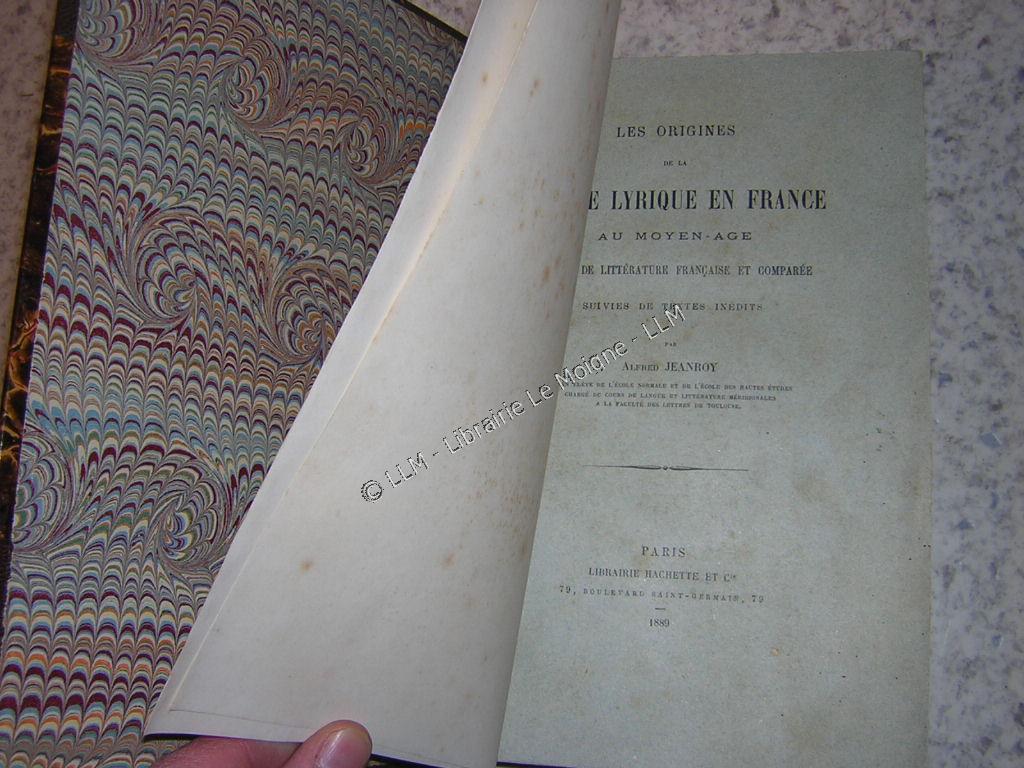 LES ORIGINES
DE LA
E LYRIQUE EN FRANCE
AU MOYEN-AGE
DE LITTÉRATURE FRANÇAISE ET COMPARÉE
SUIVIES DE TEXTES INÉDITS
PAR
ALFRED JEANROY
ÉLÈVE DE L'ÉCOLE NORMALE ET DE L'ÉCOLE DES HAUTES ÉTUDES
CHARGÉ DU COURS DE LANGUE ET LITTÉRATURE MÉRIDIONALES
A LA FACULTÉ DES LETTRES DE TOULOUSE.
PARIS
LIBRAIRIE HACHETTE ET Cie
79, BOULEVARD SAINT-GERMAIN, 79
1889
© LLM - Librairie Le Moigne - LLM